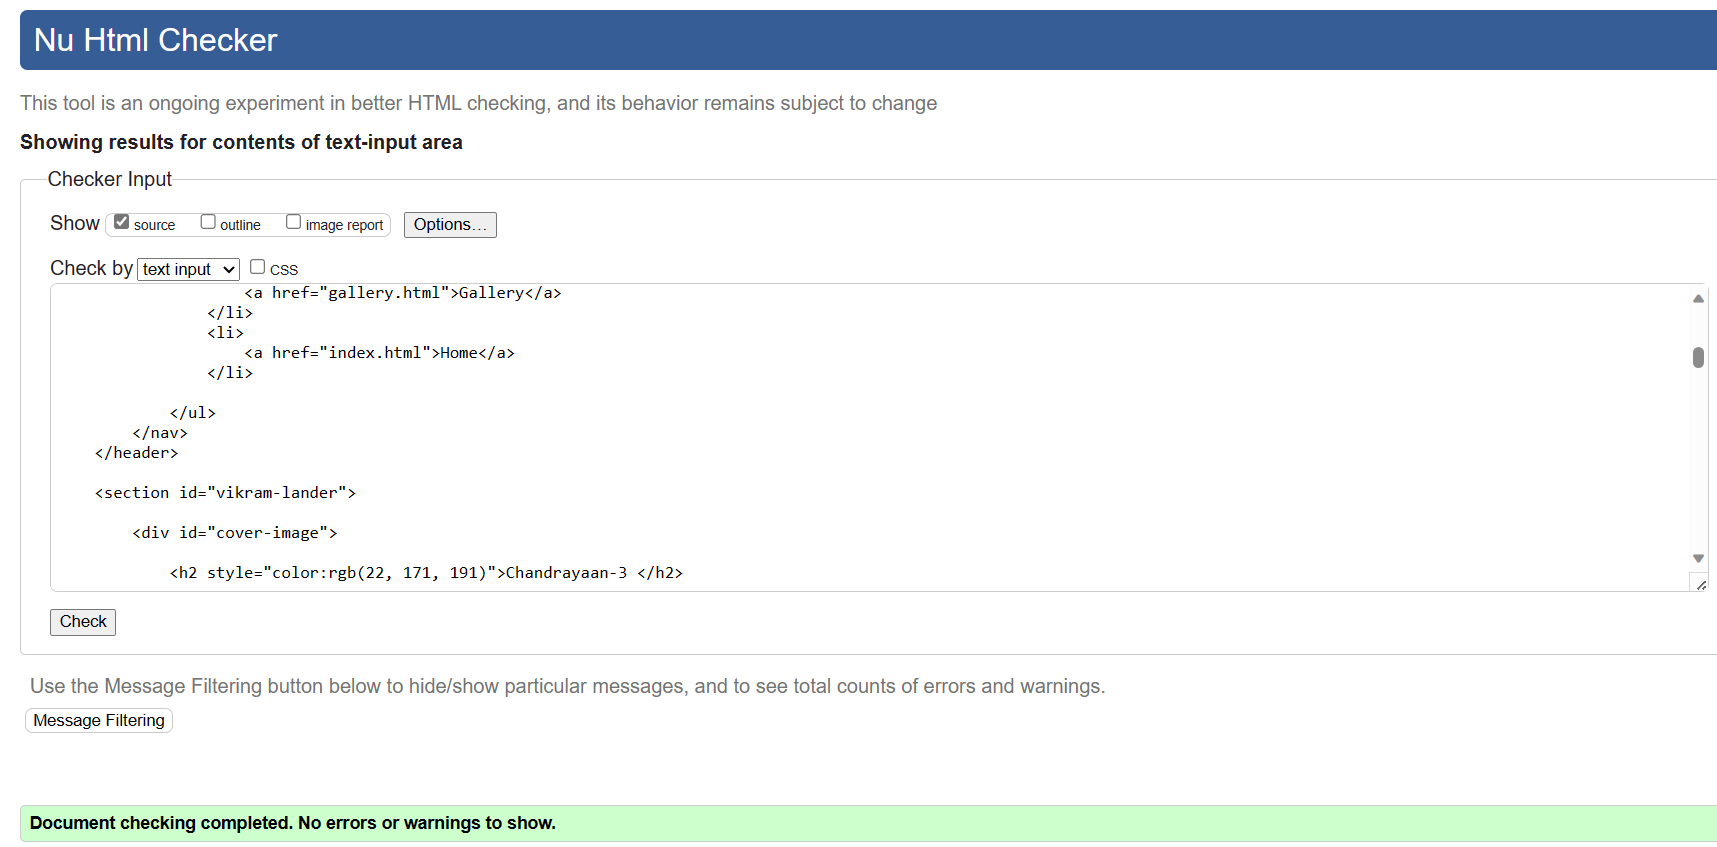 Nu Html Checker
This tool is an ongoing experiment in better HTML checking, and its behavior remains subject to change
Showing results for contents of text-input area
Checker Input
Show source outline image report Options...
Check by text input CSS
<a href="gallery.html">Gallery</a>
</li>
<li>
<a href="index.html">Home</a>
</li>
</ul>
</nav>
</header>
<section id="vikram-lander">
<div id="cover-image">
<h2 style="color:rgb(22, 171, 191)">Chandrayaan-3 </h2>
Check
Use the Message Filtering button below to hide/show particular messages, and to see total counts of errors and warnings.
Message Filtering
Document checking completed. No errors or warnings to show.